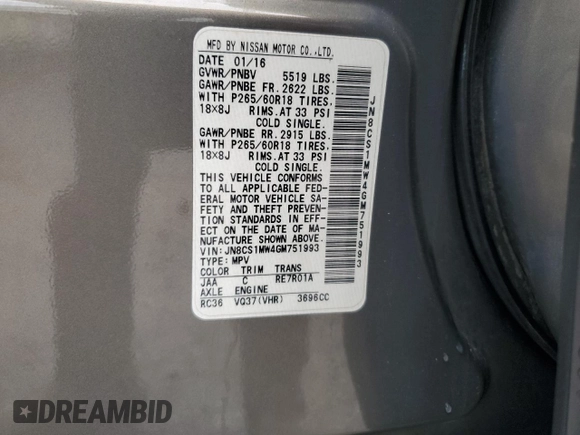 MFD BY NISSAN MOTOR CO.,LTD.
DATE 01/16
GVWR/PNBV 5519 LBS.
GAWR/PNBE FR. 2622 LBS.
WITH P265/60R18 TIRES.
18X8J RIMS. AT 33 PSI
COLD SINGLE.
GAWR/PNBE RR. 2915 LBS.
WITH P265/60R18 TIRES.
18X8J RIMS. AT 33 PSI
COLD SINGLE.
THIS VEHICLE CONFORMS
TO ALL APPLICABLE FED-
ERAL MOTOR VEHICLE SA-
FETY AND THEFT PREVEN-
TION STANDARDS IN EFF-
ECT ON THE DATE OF MA-
NUFACTURE SHOWN ABOVE.
VIN: JN8CS1MW4GM751993
TYPE: MPV
COLOR TRIM TRANS
JAA C RE7R01A
AXLE ENGINE
RC36 VQ37(VHR) 3696CC
JN8CS1MW4GM751993
DREAMBID